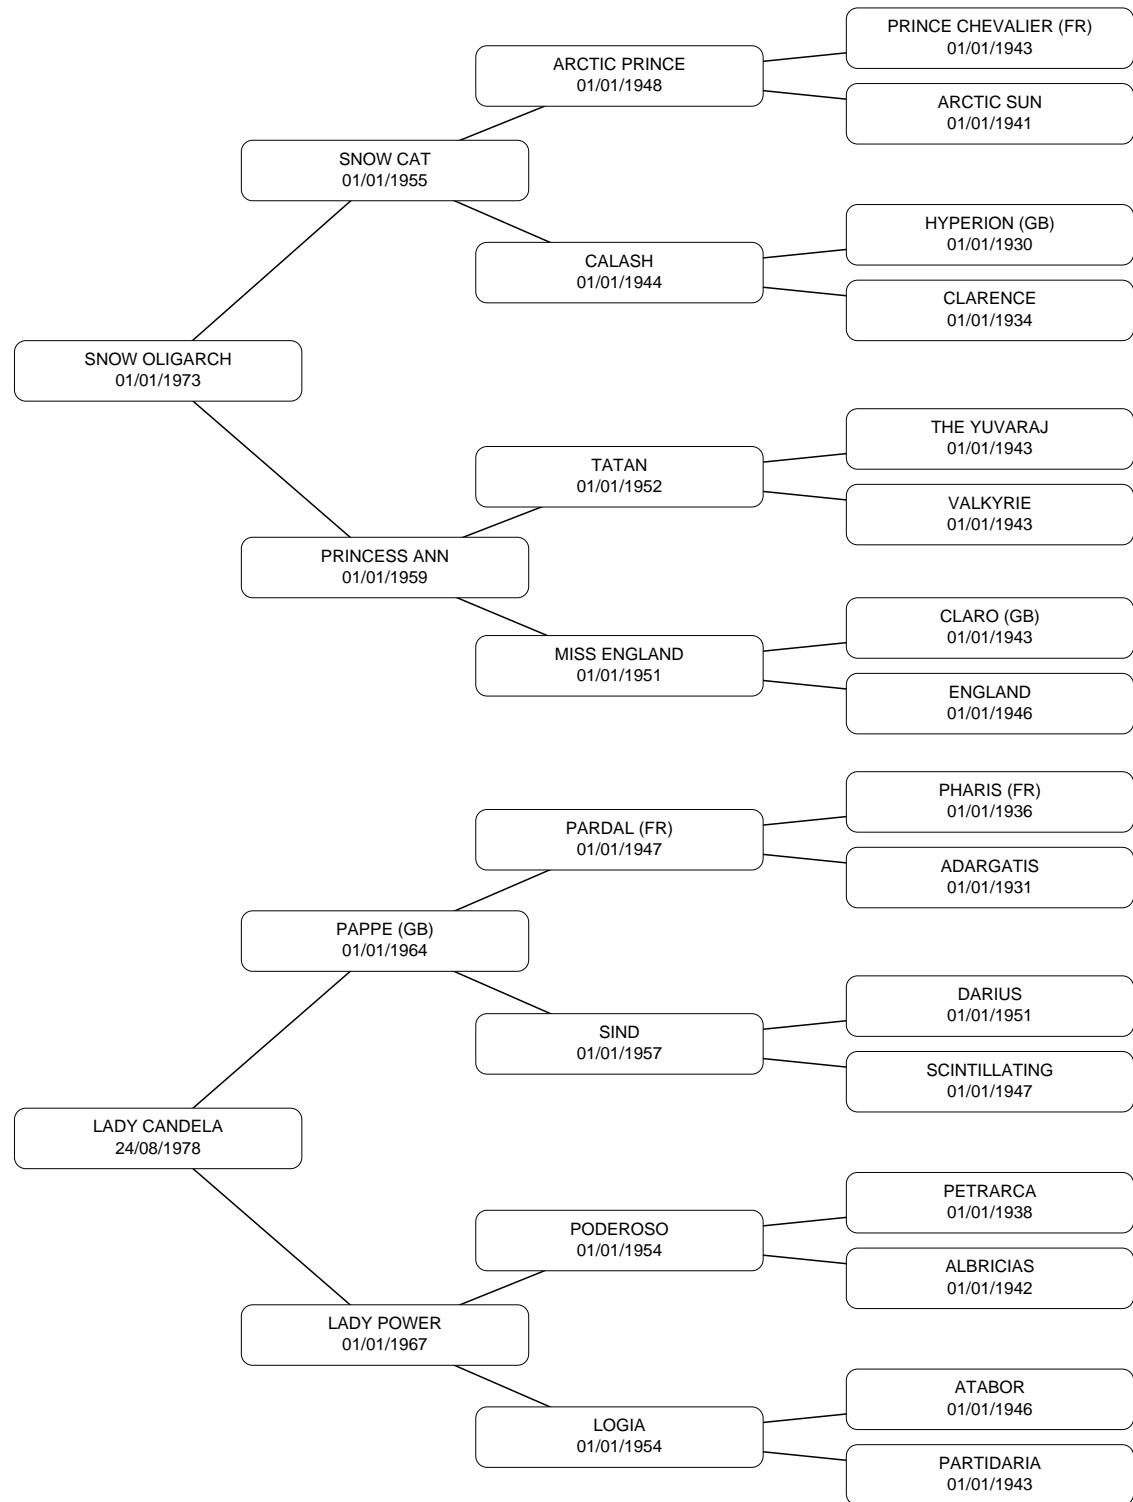 PRINCE CHEVALIER (FR)
01/01/1943
ARCTIC PRINCE
01/01/1948
ARCTIC SUN
01/01/1941
SNOW CAT
01/01/1955
HYPERION (GB)
01/01/1930
CALASH
01/01/1944
CLARENCE
01/01/1934
SNOW OLIGARCH
01/01/1973
THE YUVARAJ
01/01/1943
TATAN
01/01/1952
VALKYRIE
01/01/1943
PRINCESS ANN
01/01/1959
CLARO (GB)
01/01/1943
MISS ENGLAND
01/01/1951
ENGLAND
01/01/1946
PHARIS (FR)
01/01/1936
PARDAL (FR)
01/01/1947
ADARGATIS
01/01/1931
PAPPE (GB)
01/01/1964
DARIUS
01/01/1951
SIND
01/01/1957
SCINTILLATING
01/01/1947
LADY CANDELA
24/08/1978
PETRARCA
01/01/1938
PODEROSO
01/01/1954
ALBRICIAS
01/01/1942
LADY POWER
01/01/1967
ATABOR
01/01/1946
LOGIA
01/01/1954
PARTIDARIA
01/01/1943